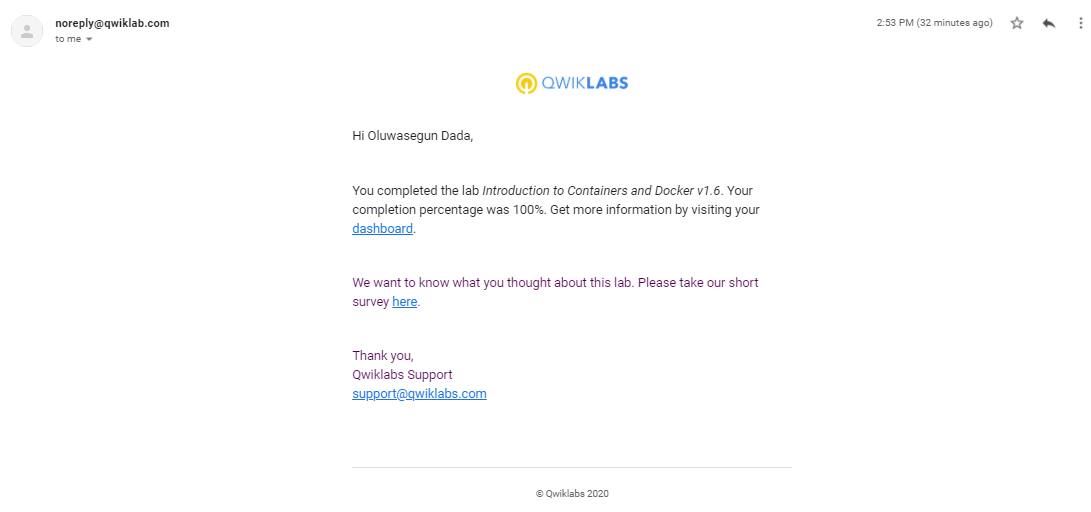 noreply@qwiklab.com
2:53 PM (32 minutes ago)
to me
QWIKLABS
Hi Oluwasegun Dada,
You completed the lab Introduction to Containers and Docker v1.6. Your
completion percentage was 100%. Get more information by visiting your
dashboard.
We want to know what you thought about this lab. Please take our short
survey here.
Thank you,
Qwiklabs Support
support@qwiklabs.com
© Qwiklabs 2020